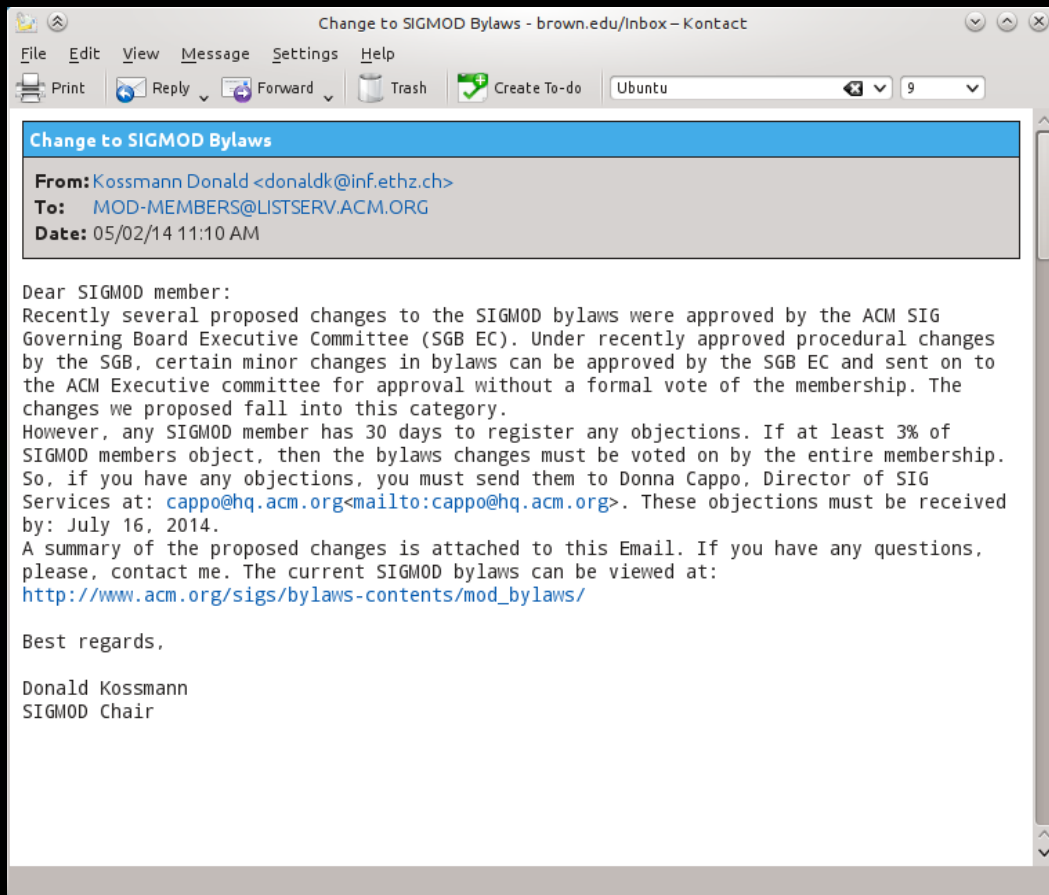 Change to SIGMOD Bylaws - brown.edu/Inbox – Kontact
File Edit View Message Settings Help
Print Reply Forward Trash Create To-do Ubuntu 9
Change to SIGMOD Bylaws
From: Kossmann Donald <donaldk@inf.ethz.ch>
To: MOD-MEMBERS@LISTSERV.ACM.ORG
Date: 05/02/14 11:10 AM
Dear SIGMOD member:
Recently several proposed changes to the SIGMOD bylaws were approved by the ACM SIG
Governing Board Executive Committee (SGB EC). Under recently approved procedural changes
by the SGB, certain minor changes in bylaws can be approved by the SGB EC and sent on to
the ACM Executive committee for approval without a formal vote of the membership. The
changes we proposed fall into this category.
However, any SIGMOD member has 30 days to register any objections. If at least 3% of
SIGMOD members object, then the bylaws changes must be voted on by the entire membership.
So, if you have any objections, you must send them to Donna Cappo, Director of SIG
Services at: cappo@hq.acm.org<mailto:cappo@hq.acm.org>. These objections must be received
by: July 16, 2014.
A summary of the proposed changes is attached to this Email. If you have any questions,
please, contact me. The current SIGMOD bylaws can be viewed at:
http://www.acm.org/sigs/bylaws-contents/mod_bylaws/
Best regards,
Donald Kossmann
SIGMOD Chair